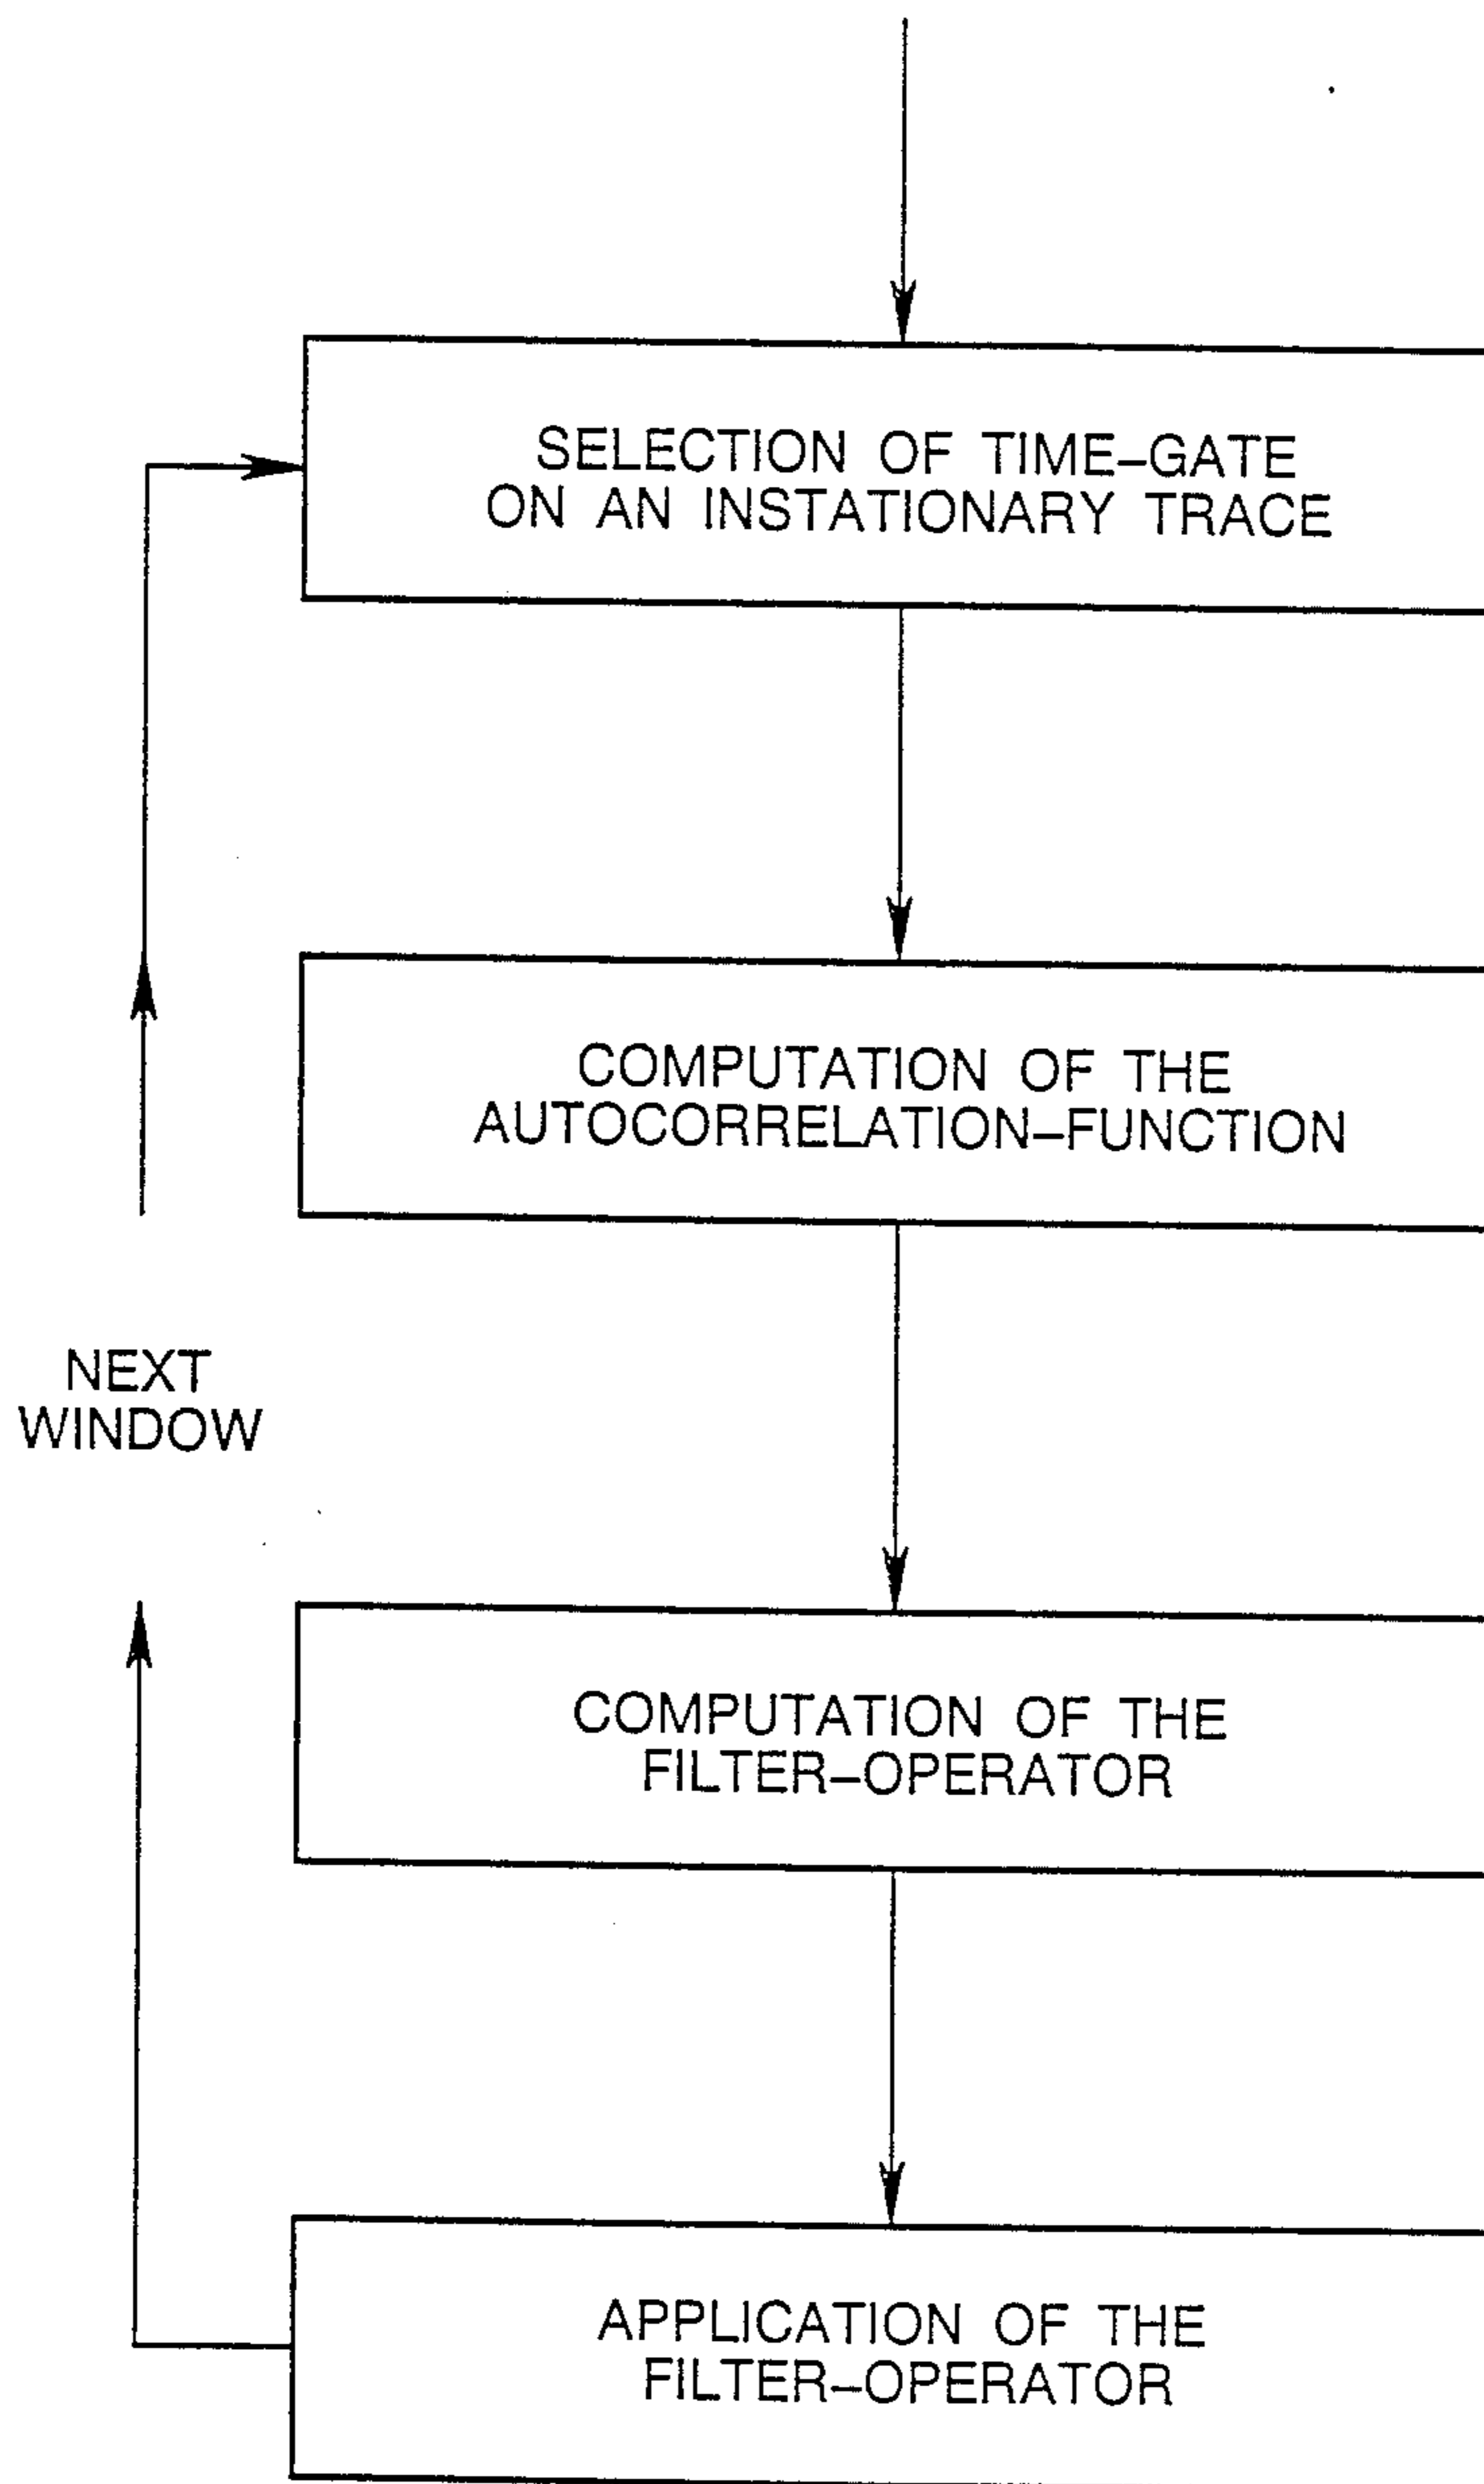 SELECTION OF TIME–GATE
ON AN INSTATIONARY TRACE
COMPUTATION OF THE
AUTOCORRELATION–FUNCTION
NEXT
WINDOW
COMPUTATION OF THE
FILTER–OPERATOR
APPLICATION OF THE
FILTER–OPERATOR